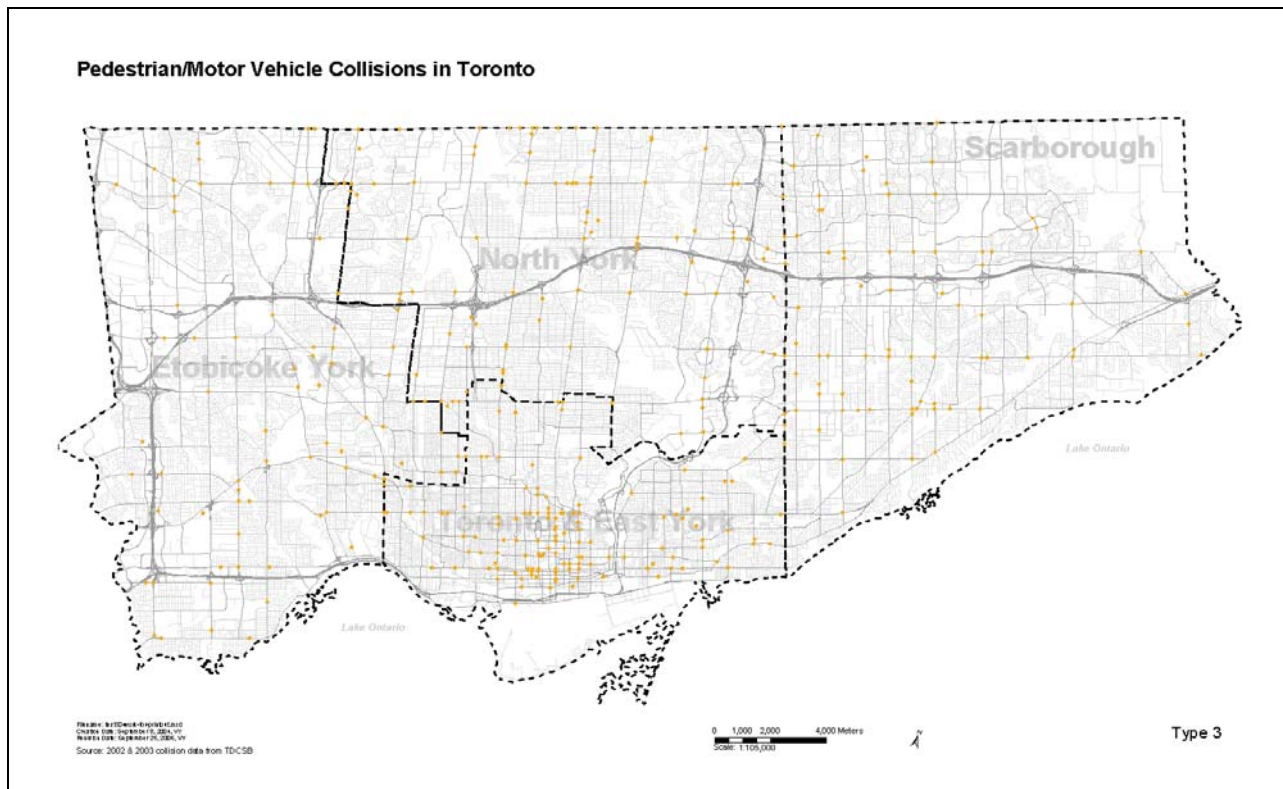 Pedestrian/Motor Vehicle Collisions in Toronto
Scarborough
North York
Etobicoke York
Lake Ontario
Toronto & East York
Lake Ontario
Source: 2002 & 2003 collision data from TDCSB
0 1,000 2,000 4,000 Meters
Scale: 1:105,000
Type 3